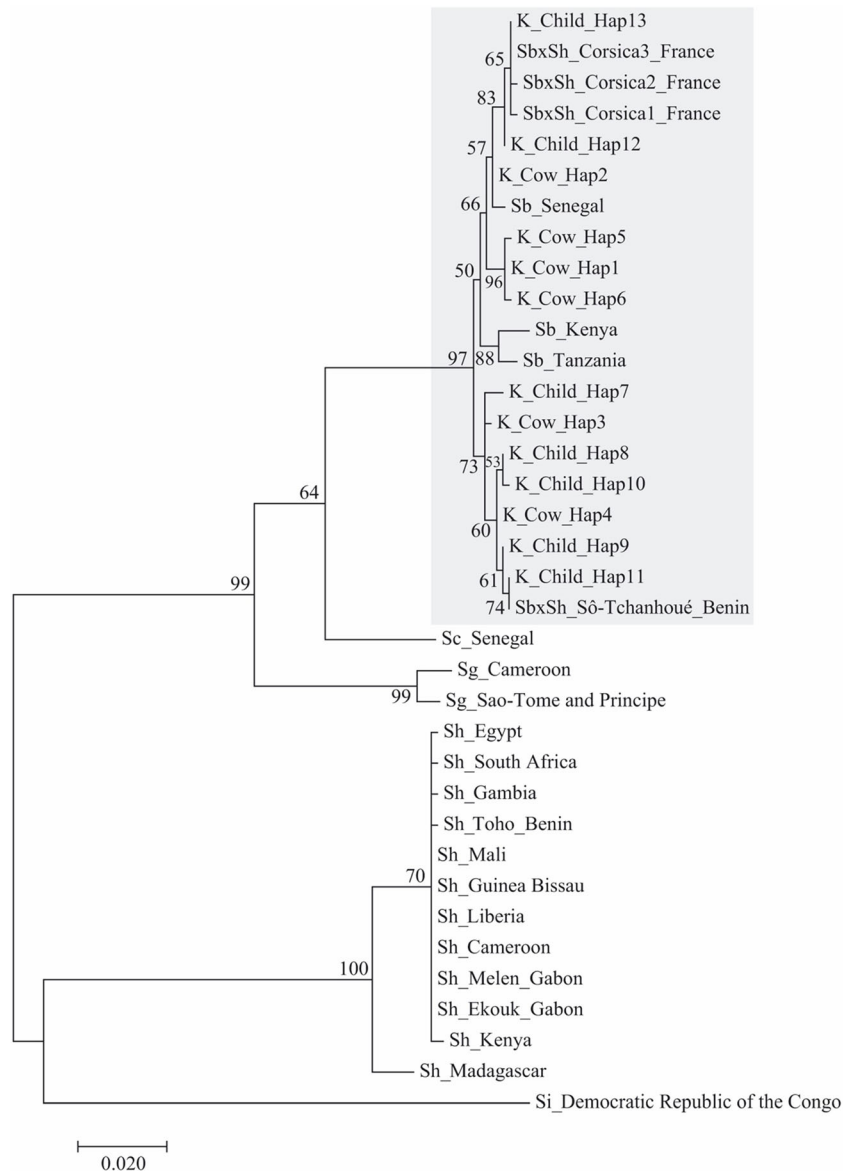 K_Child_Hap13
65
SbxSh_Corsica3_France
SbxSh_Corsica2_France
83
SbxSh_Corsica1_France
57
K_Child_Hap12
K_Cow_Hap2
66
Sb_Senegal
K_Cow_Hap5
50
K_Cow_Hap1
96
K_Cow_Hap6
Sb_Kenya
97
88
Sb_Tanzania
K_Child_Hap7
K_Cow_Hap3
73
53
K_Child_Hap8
K_Child_Hap10
64
60
K_Cow_Hap4
K_Child_Hap9
61
K_Child_Hap11
99
74
SbxSh_Sô-Tchanhoué_Benin
Sc_Senegal
Sg_Cameroon
99
Sg_Sao-Tome and Principe
Sh_Egypt
Sh_South Africa
Sh_Gambia
Sh_Toho_Benin
Sh_Mali
70
Sh_Guinea Bissau
Sh_Liberia
Sh_Cameroon
100
Sh_Melen_Gabon
Sh_Ekouk_Gabon
Sh_Kenya
Sh_Madagascar
Si_Democratic Republic of the Congo
0.020